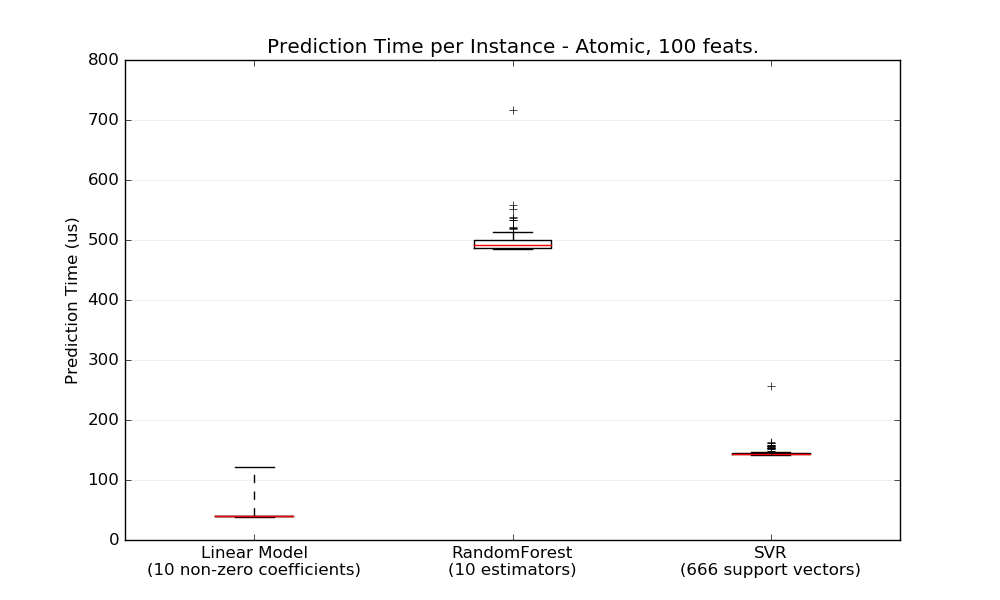 Prediction Time per Instance - Atomic, 100 feats.
800
700
600
500
400
300
200
100
0
Prediction Time (us)
Linear Model
(10 non-zero coefficients)
RandomForest
(10 estimators)
SVR
(666 support vectors)